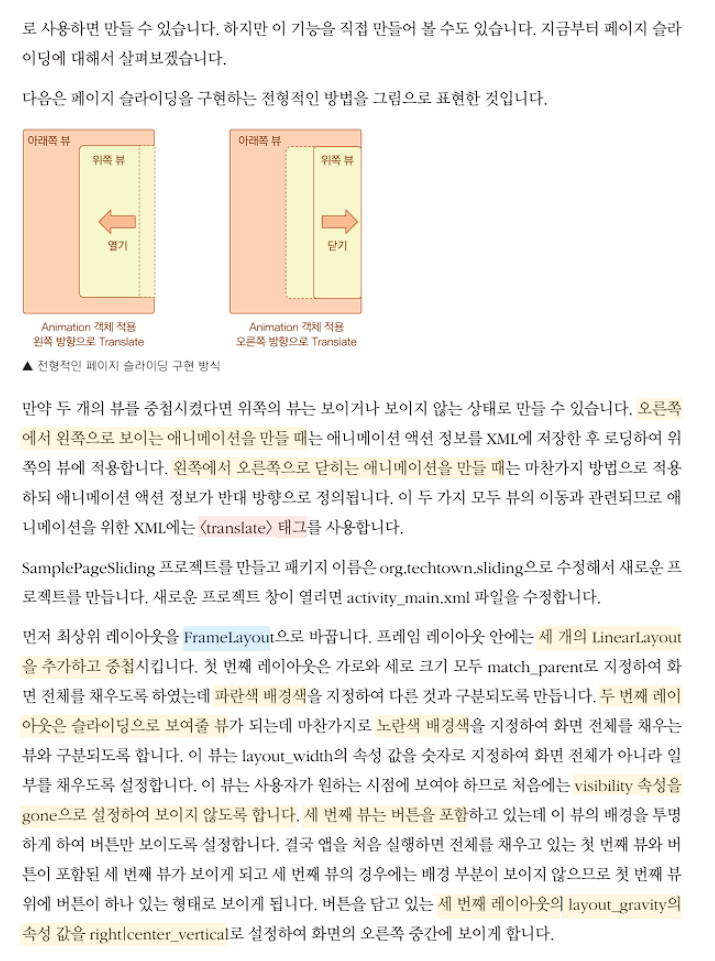 로 사용하면 만들 수 있습니다. 하지만 이 기능을 직접 만들어 볼 수도 있습니다. 지금부터 페이지 슬라
이딩에 대해서 살펴보겠습니다.
다음은 페이지 슬라이딩을 구현하는 전형적인 방법을 그림으로 표현한 것입니다.
아래쪽 뷰
위쪽 뷰
열기
Animation 객체 적용
왼쪽 방향으로 Translate
아래쪽 뷰
위쪽 뷰
닫기
Animation 객체 적용
오른쪽 방향으로 Translate
▲ 전형적인 페이지 슬라이딩 구현 방식
만약 두 개의 뷰를 중첩시켰다면 위쪽의 뷰는 보이거나 보이지 않는 상태로 만들 수 있습니다. 오른쪽
에서 왼쪽으로 보이는 애니메이션을 만들 때는 애니메이션 액션 정보를 XML에 저장한 후 로딩하여 위
쪽의 뷰에 적용합니다. 왼쪽에서 오른쪽으로 닫히는 애니메이션을 만들 때는 마찬가지 방법으로 적용
하되 애니메이션 액션 정보가 반대 방향으로 정의됩니다. 이 두 가지 모두 뷰의 이동과 관련되므로 애
니메이션을 위한 XML에는 〈translate〉 태그를 사용합니다.
SamplePageSliding 프로젝트를 만들고 패키지 이름은 org.techtown.sliding으로 수정해서 새로운 프
로젝트를 만듭니다. 새로운 프로젝트 창이 열리면 activity_main.xml 파일을 수정합니다.
먼저 최상위 레이아웃을 FrameLayout으로 바꿉니다. 프레임 레이아웃 안에는 세 개의 LinearLayout
을 추가하고 중첩시킵니다. 첫 번째 레이아웃은 가로와 세로 크기 모두 match_parent로 지정하여 화
면 전체를 채우도록 하였는데 파란색 배경색을 지정하여 다른 것과 구분되도록 만듭니다. 두 번째 레이
아웃은 슬라이딩으로 보여줄 뷰가 되는데 마찬가지로 노란색 배경색을 지정하여 화면 전체를 채우는
뷰와 구분되도록 합니다. 이 뷰는 layout_width의 속성 값을 숫자로 지정하여 화면 전체가 아니라 일
부를 채우도록 설정합니다. 이 뷰는 사용자가 원하는 시점에 보여야 하므로 처음에는 visibility 속성을
gone으로 설정하여 보이지 않도록 합니다. 세 번째 뷰는 버튼을 포함하고 있는데 이 뷰의 배경을 투명
하게 하여 버튼만 보이도록 설정합니다. 결국 앱을 처음 실행하면 전체를 채우고 있는 첫 번째 뷰와 버
튼이 포함된 세 번째 뷰가 보이게 되고 세 번째 뷰의 경우에는 배경 부분이 보이지 않으므로 첫 번째 뷰
위에 버튼이 하나 있는 형태로 보이게 됩니다. 버튼을 담고 있는 세 번째 레이아웃의 layout_gravity의
속성 값을 right|center_vertical로 설정하여 화면의 오른쪽 중간에 보이게 합니다.